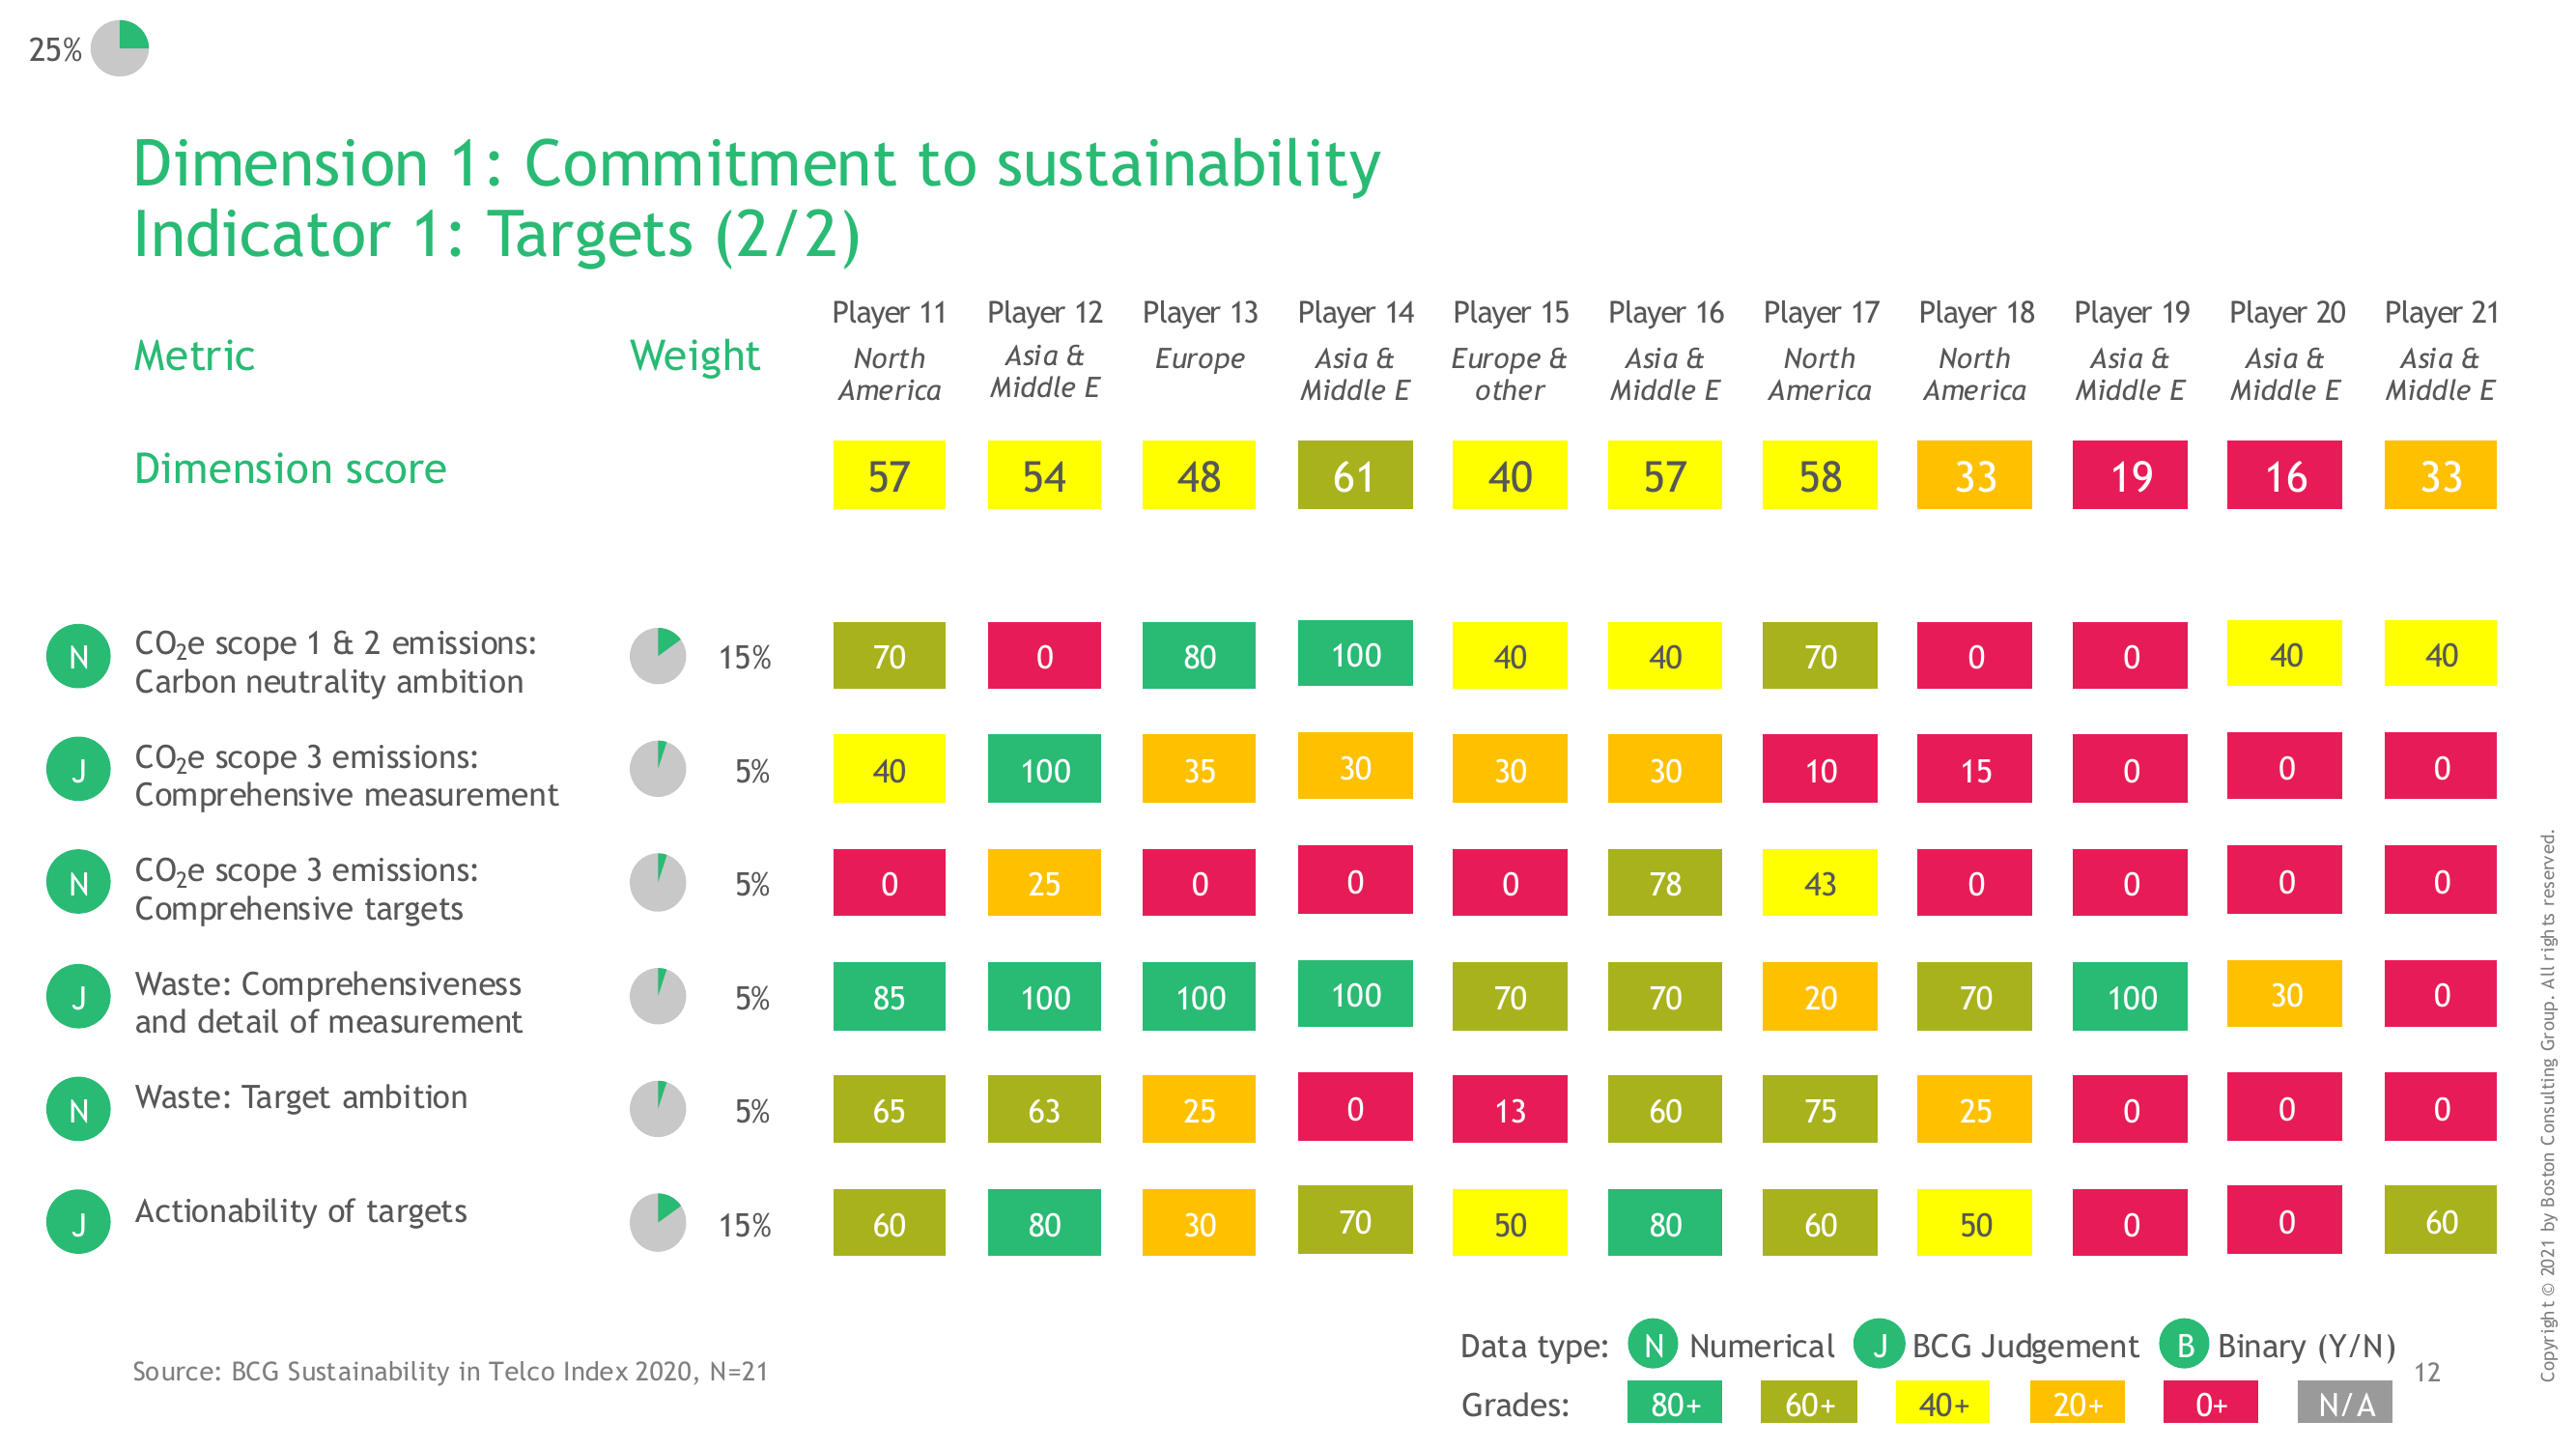 25%
Dimension 1: Commitment to sustainability
Indicator 1: Targets (2/2)
Metric Weight Player 11 Player 12 Player 13 Player 14 Player 15 Player 16 Player 17 Player 18 Player 19 Player 20 Player 21
North Asia & Europe Asia & Europe & Asia & North North Asia & Asia & Asia &
America Middle E Middle E other Middle E America America Middle E Middle E Middle E
Dimension score 57 54 48 61 40 57 58 33 19 16 33
N CO₂e scope 1 & 2 emissions: 15% 70 0 80 100 40 40 70 0 0 40 40
Carbon neutrality ambition
J CO₂e scope 3 emissions: 5% 40 100 35 30 30 30 10 15 0 0 0
Comprehensive measurement
N CO₂e scope 3 emissions: 5% 0 25 0 0 0 78 43 0 0 0 0
Comprehensive targets
J Waste: Comprehensiveness 5% 85 100 100 100 70 70 20 70 100 30 0
and detail of measurement
N Waste: Target ambition 5% 65 63 25 0 13 60 75 25 0 0 0
J Actionability of targets 15% 60 80 30 70 50 80 60 50 0 0 60
Data type: N Numerical J BCG Judgement B Binary (Y/N)
Grades: 80+ 60+ 40+ 20+ 0+ N/A
Source: BCG Sustainability in Telco Index 2020, N=21
12
Copyright © 2021 by Boston Consulting Group. All rights reserved.